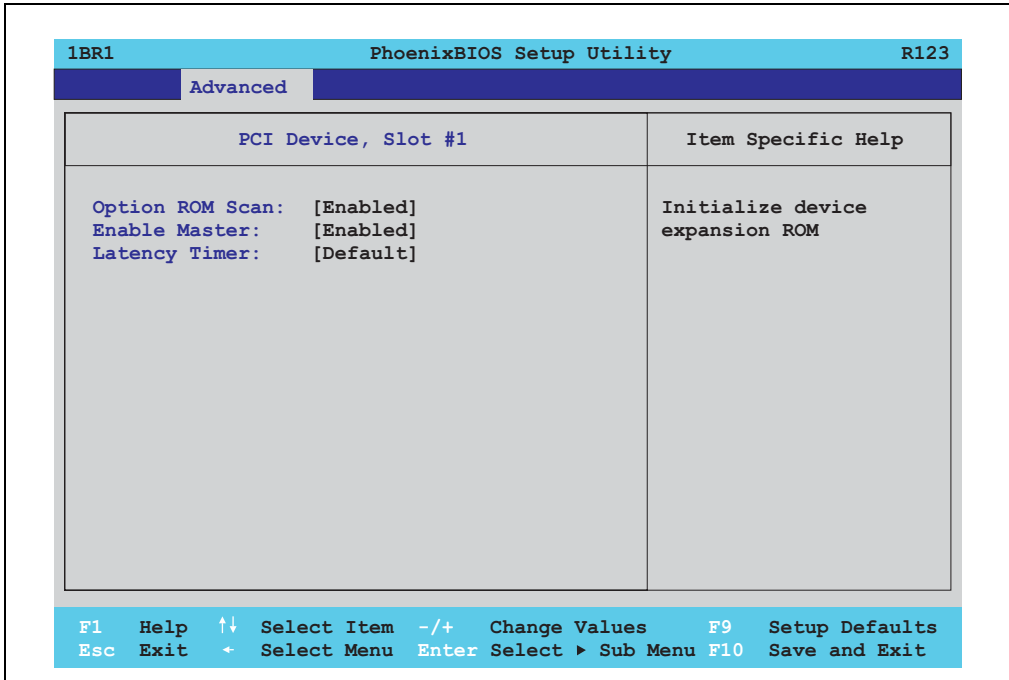 1BR1 PhoenixBIOS Setup Utility R123
Advanced
PCI Device, Slot #1 Item Specific Help
Option ROM Scan: [Enabled] Initialize device
Enable Master: [Enabled] expansion ROM
Latency Timer: [Default]
F1 Help ↑↓ Select Item -/+ Change Values F9 Setup Defaults
Esc Exit ← Select Menu Enter Select ▶ Sub Menu F10 Save and Exit